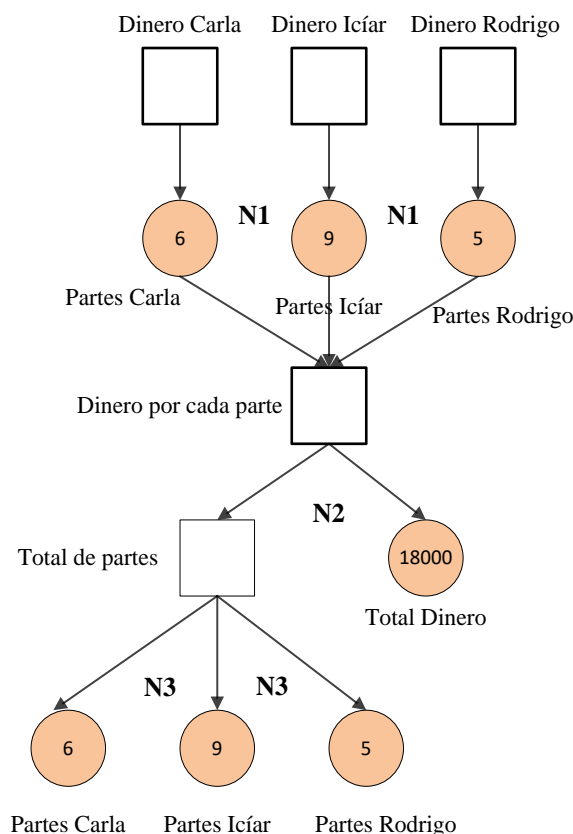 Dinero Carla Dinero Icíar Dinero Rodrigo
6 N1 9 N1 5
Partes Carla Partes Icíar Partes Rodrigo
Dinero por cada parte
N2
Total de partes 18000
Total Dinero
N3 N3
6 9 5
Partes Carla Partes Icíar Partes Rodrigo